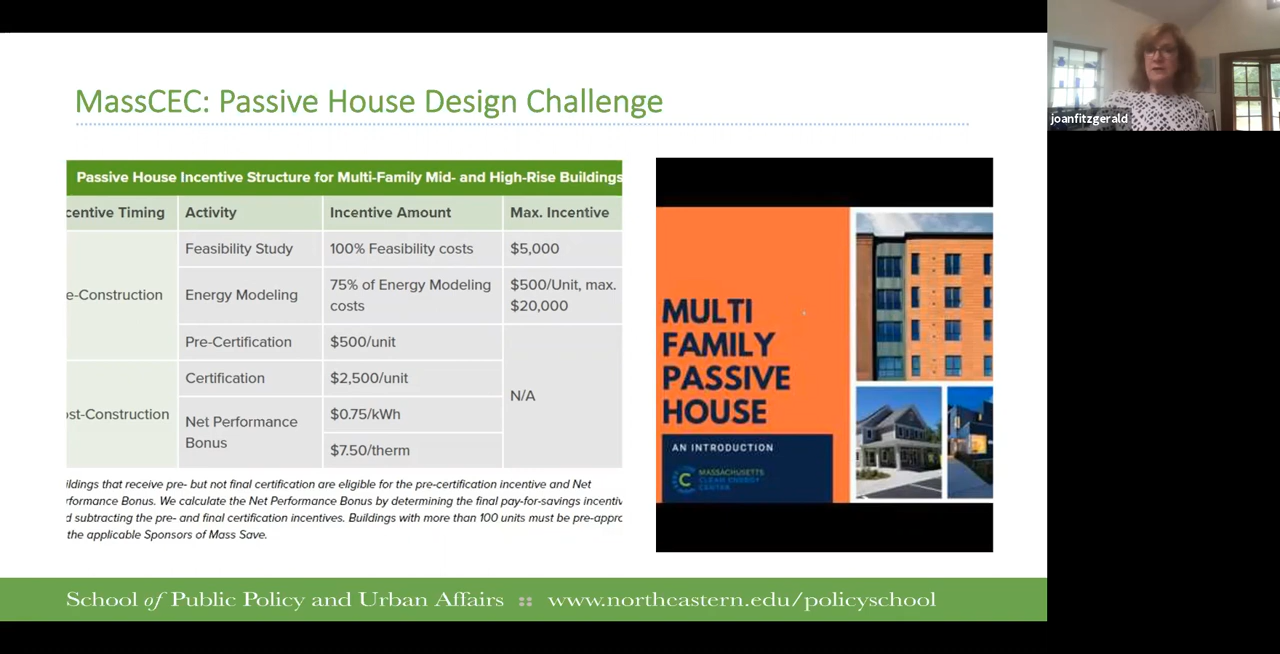 MassCEC: Passive House Design Challenge
joanfitzgerald
Passive House Incentive Structure for Multi-Family Mid- and High-Rise Buildings
centive Timing Activity Incentive Amount Max. Incentive
Feasibility Study 100% Feasibility costs $5,000
e-Construction Energy Modeling 75% of Energy Modeling costs $500/Unit, max. $20,000
Pre-Certification $500/unit
Certification $2,500/unit
N/A
ost-Construction Net Performance Bonus $0.75/kWh
$7.50/therm
ildings that receive pre- but not final certification are eligible for the pre-certification incentive and Net
rformance Bonus. We calculate the Net Performance Bonus by determining the final pay-for-savings incentiv
d subtracting the pre- and final certification incentives. Buildings with more than 100 units must be pre-appro
the applicable Sponsors of Mass Save.
MULTI
FAMILY
PASSIVE
HOUSE
AN INTRODUCTION
MASSACHUSETTS
CLEAN ENERGY
CENTER
School of Public Policy and Urban Affairs www.northeastern.edu/policyschool